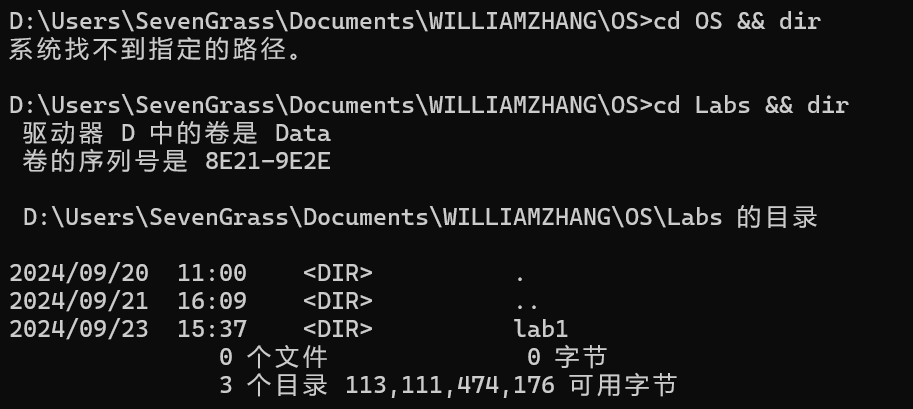 D:\Users\SevenGrass\Documents\WILLIAMZHANG\OS>cd OS && dir
系统找不到指定的路径。
D:\Users\SevenGrass\Documents\WILLIAMZHANG\OS>cd Labs && dir
驱动器 D 中的卷是 Data
卷的序列号是 8E21-9E2E
D:\Users\SevenGrass\Documents\WILLIAMZHANG\OS\Labs 的目录
2024/09/20  11:00    <DIR>          .
2024/09/21  16:09    <DIR>          ..
2024/09/23  15:37    <DIR>          lab1
0 个文件              0 字节
3 个目录 113,111,474,176 可用字节